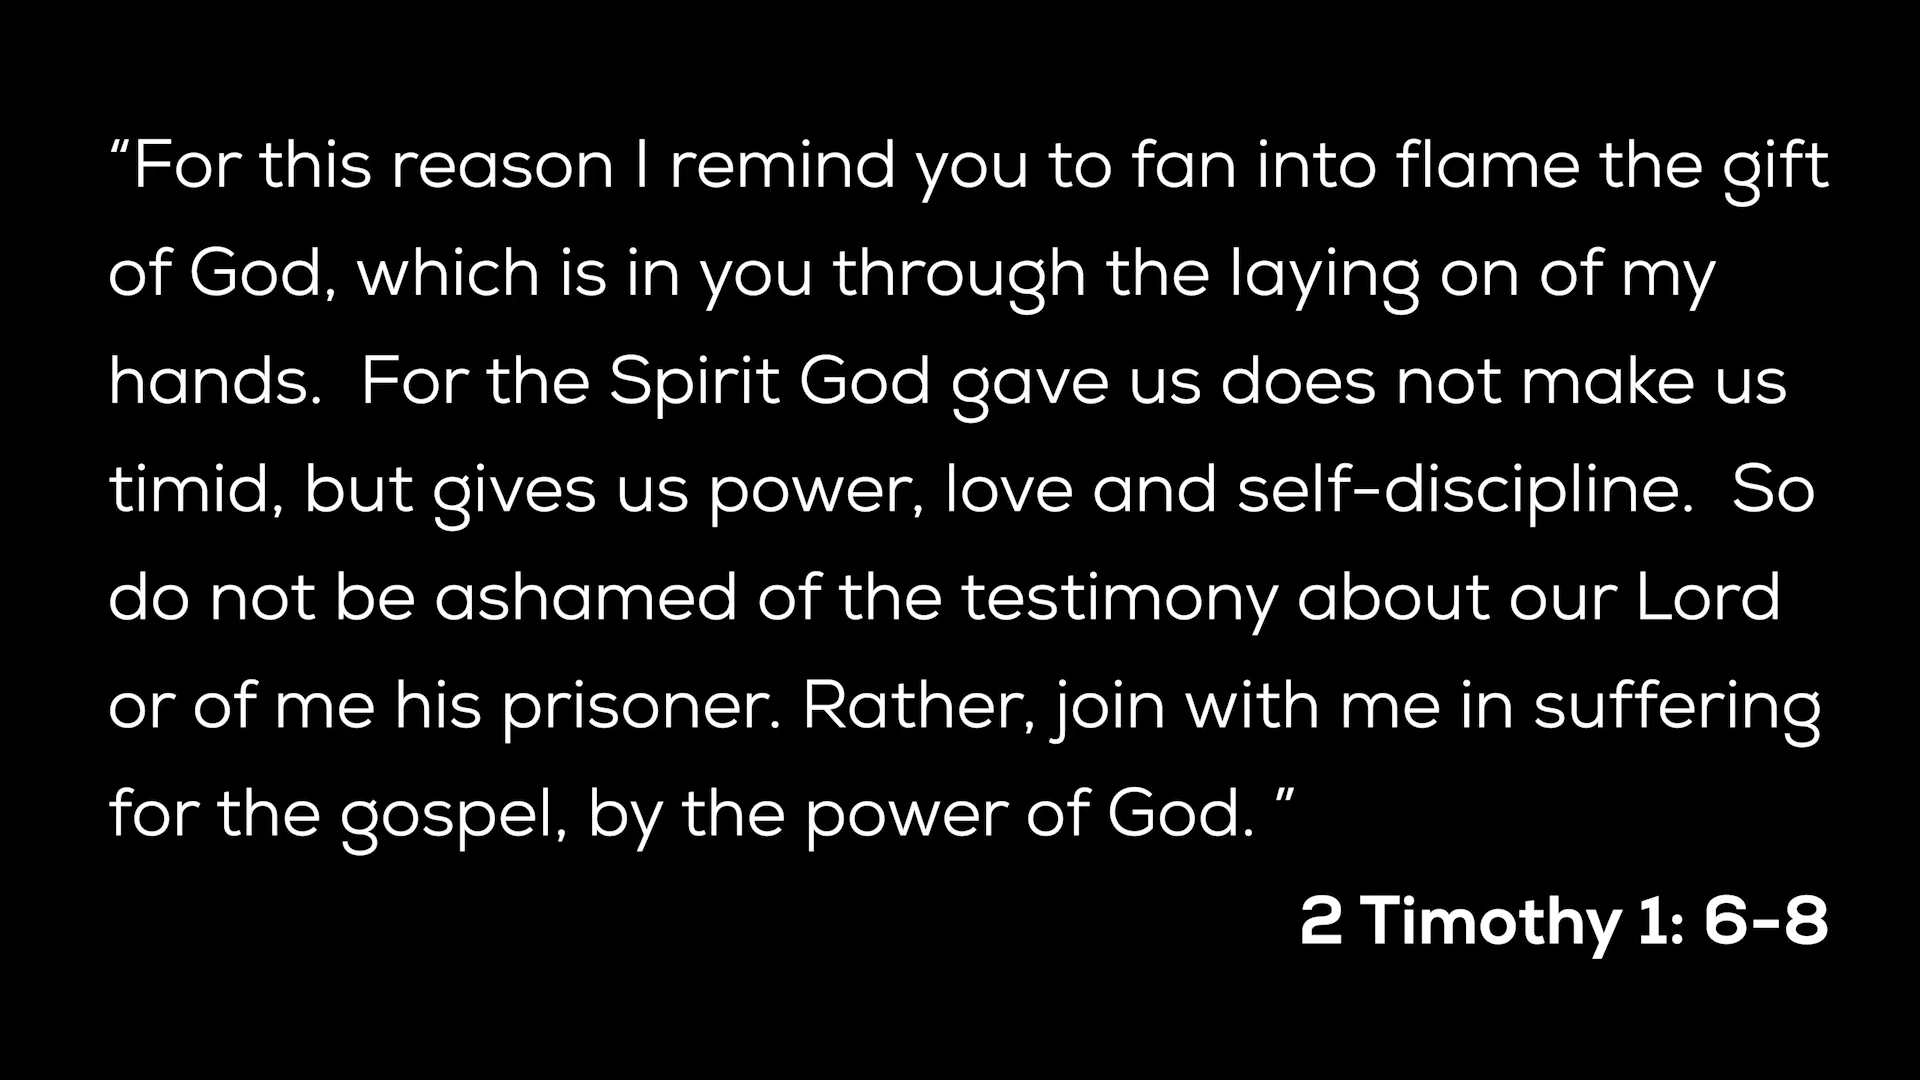 “For this reason I remind you to fan into flame the gift
of God, which is in you through the laying on of my
hands.  For the Spirit God gave us does not make us
timid, but gives us power, love and self-discipline.  So
do not be ashamed of the testimony about our Lord
or of me his prisoner. Rather, join with me in suffering
for the gospel, by the power of God. ”
2 Timothy 1: 6-8